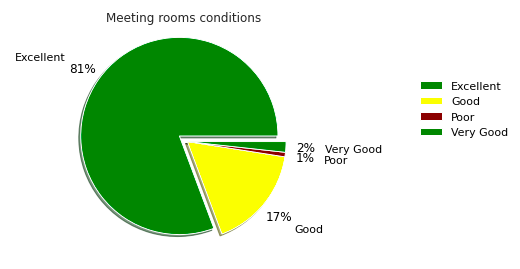 Meeting rooms conditions
Excellent
81%
2% Very Good
1% Poor
17%
Good
Excellent
Good
Poor
Very Good